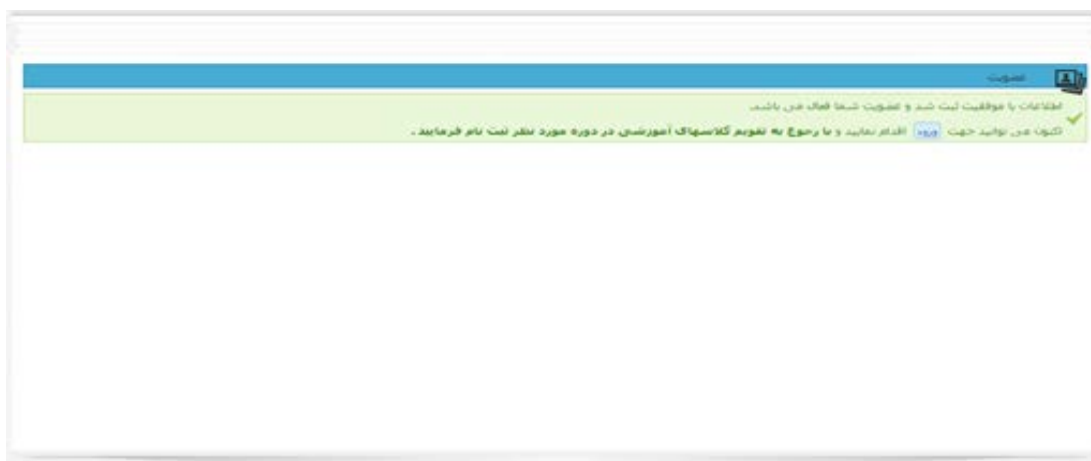 عضویت
اطلاعات با موفقیت ثبت شد و عضویت شما فعال می باشد.
اکنون می توانید جهت ورود اقدام نمایید و با رجوع به تقویم کلاسهای آموزشی در دوره مورد نظر ثبت نام فرمایید .